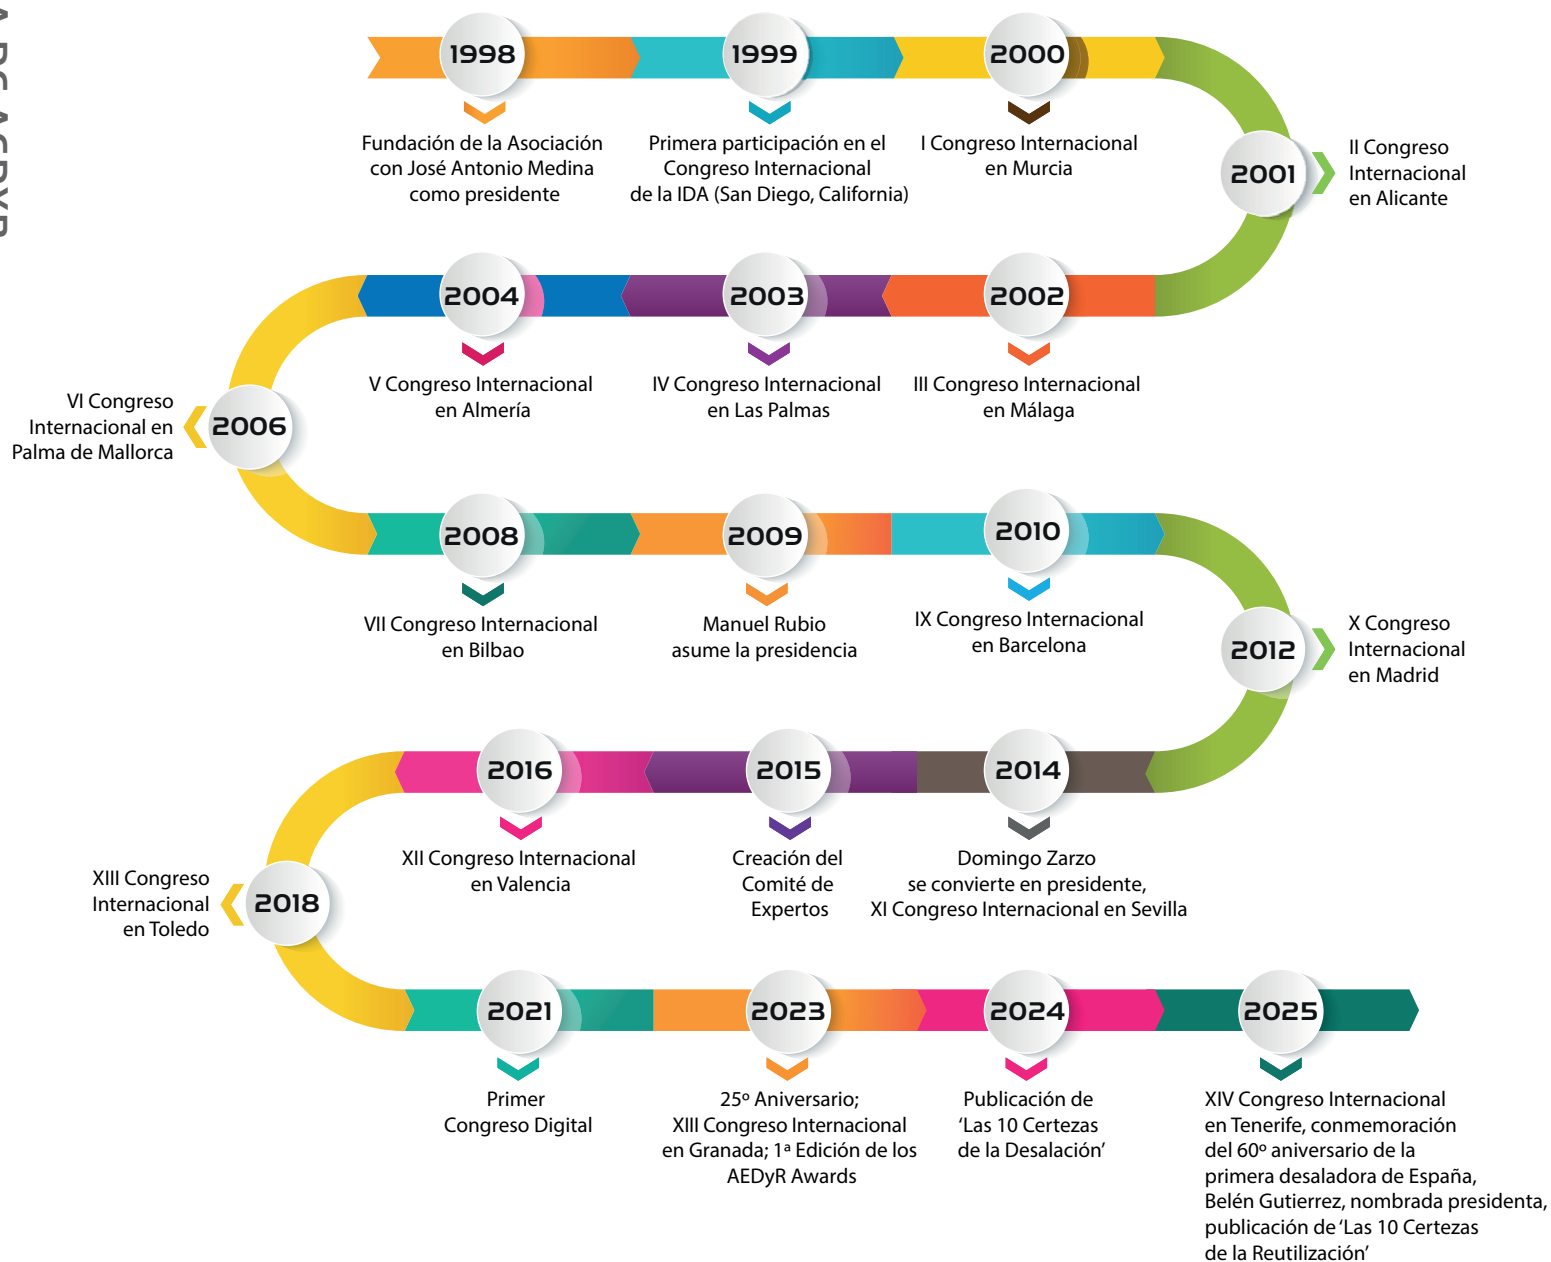 1998
Fundación de la Asociación
con José Antonio Medina
como presidente
1999
Primera participación en el
Congreso Internacional
de la IDA (San Diego, California)
2000
I Congreso Internacional
en Murcia
2001
II Congreso
Internacional
en Alicante
2002
III Congreso Internacional
en Málaga
2003
IV Congreso Internacional
en Las Palmas
2004
V Congreso Internacional
en Almería
2006
VI Congreso
Internacional en
Palma de Mallorca
2008
VII Congreso Internacional
en Bilbao
2009
Manuel Rubio
asume la presidencia
2010
IX Congreso Internacional
en Barcelona
2012
X Congreso
Internacional
en Madrid
2014
Domingo Zarzo
se convierte en presidente,
XI Congreso Internacional en Sevilla
2015
Creación del
Comité de
Expertos
2016
XII Congreso Internacional
en Valencia
2018
XIII Congreso
Internacional
en Toledo
2021
Primer
Congreso Digital
2023
25º Aniversario;
XIII Congreso Internacional
en Granada; 1ª Edición de los
AEDyR Awards
2024
Publicación de
‘Las 10 Certezas
de la Desalación’
2025
XIV Congreso Internacional
en Tenerife, conmemoración
del 60º aniversario de la
primera desaladora de España,
Belén Gutierrez, nombrada presidenta,
publicación de ‘Las 10 Certezas
de la Reutilización’